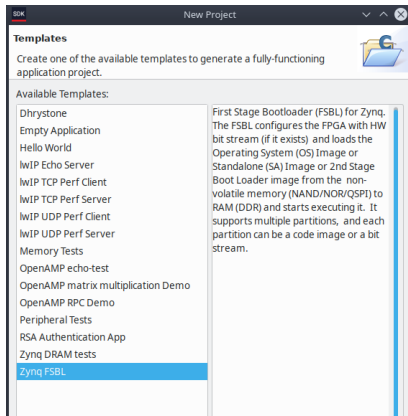 SDK
New Project
Templates
Create one of the available templates to generate a fully-functioning
application project.
Available Templates:
Dhrystone
Empty Application
Hello World
lwIP Echo Server
lwIP TCP Perf Client
lwIP TCP Perf Server
lwIP UDP Perf Client
lwIP UDP Perf Server
Memory Tests
OpenAMP echo-test
OpenAMP matrix multiplication Demo
OpenAMP RPC Demo
Peripheral Tests
RSA Authentication App
Zynq DRAM tests
Zynq FSBL
First Stage Bootloader (FSBL) for Zynq.
The FSBL configures the FPGA with HW
bit stream (if it exists) and loads the
Operating System (OS) Image or
Standalone (SA) Image or 2nd Stage
Boot Loader image from the non-
volatile memory (NAND/NOR/QSPI) to
RAM (DDR) and starts executing it. It
supports multiple partitions, and each
partition can be a code image or a bit
stream.